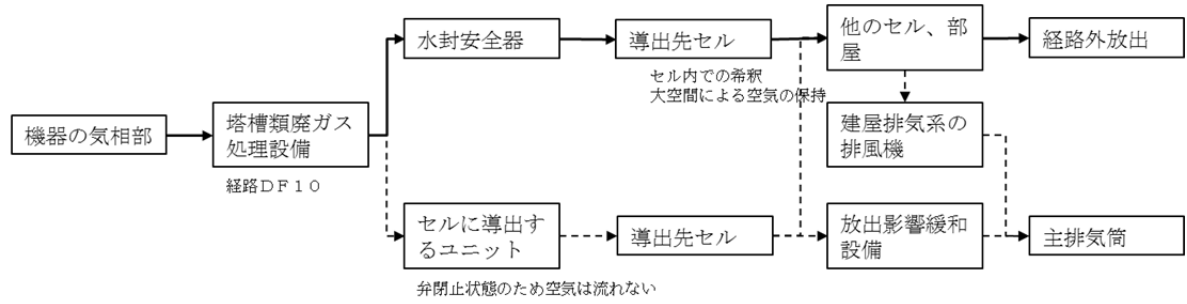 機器の気相部
塔槽類廃ガス
処理設備
経路ＤＦ１０
水封安全器
導出先セル
セル内での希釈
大空間による空気の保持
他のセル、部
屋
経路外放出
建屋排気系の
排風機
セルに導出す
るユニット
弁閉止状態のため空気は流れない
導出先セル
放出影響緩和
設備
主排気筒